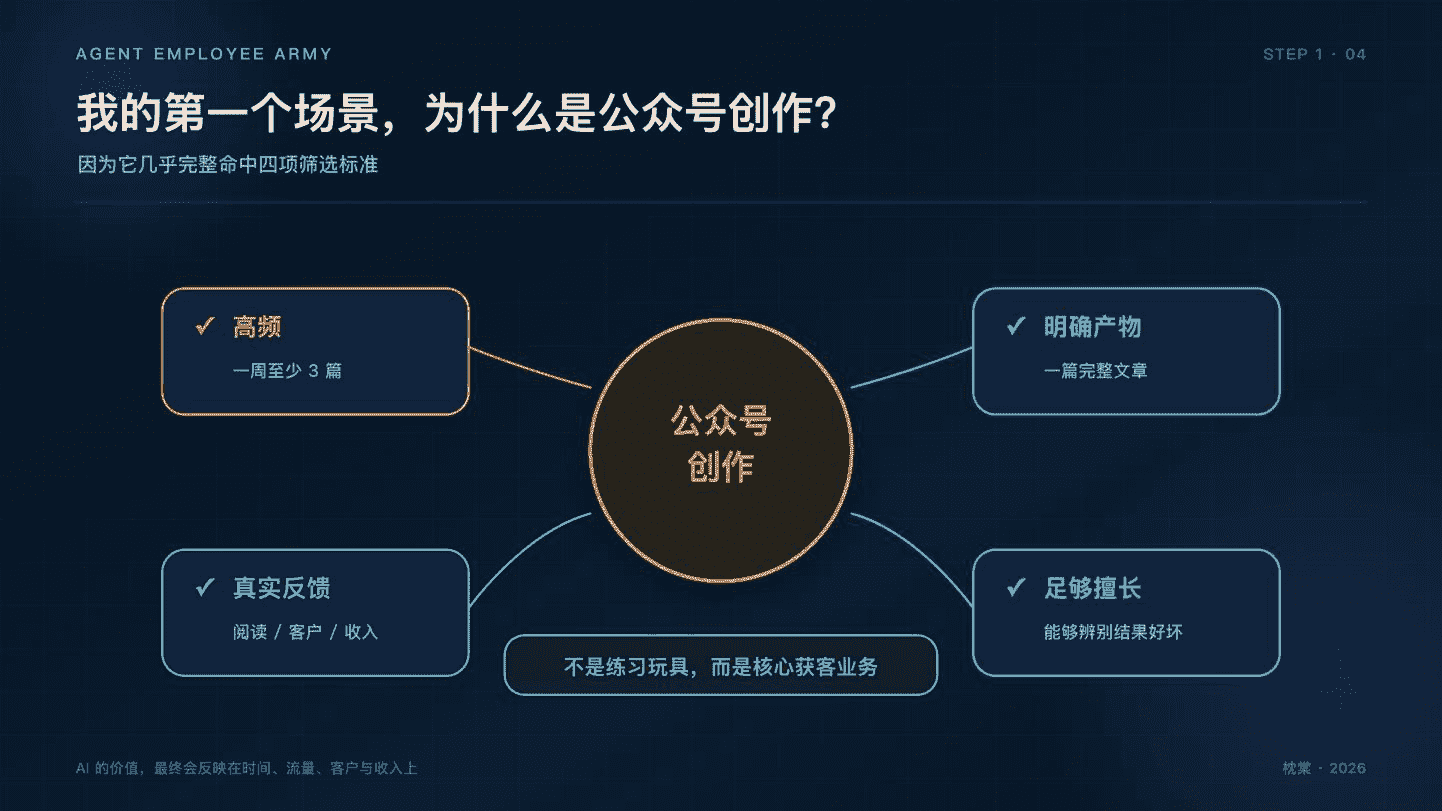 AGENT EMPLOYEE ARMY
STEP 1 · 04
我的第一个场景，为什么是公众号创作？
因为它几乎完整命中四项筛选标准
✓ 高频
一周至少 3 篇
✓ 明确产物
一篇完整文章
公众号
创作
✓ 真实反馈
阅读 / 客户 / 收入
✓ 足够擅长
能够辨别结果好坏
不是练习玩具，而是核心获客业务
AI 的价值，最终会反映在时间、流量、客户与收入上
枕棠 · 2026